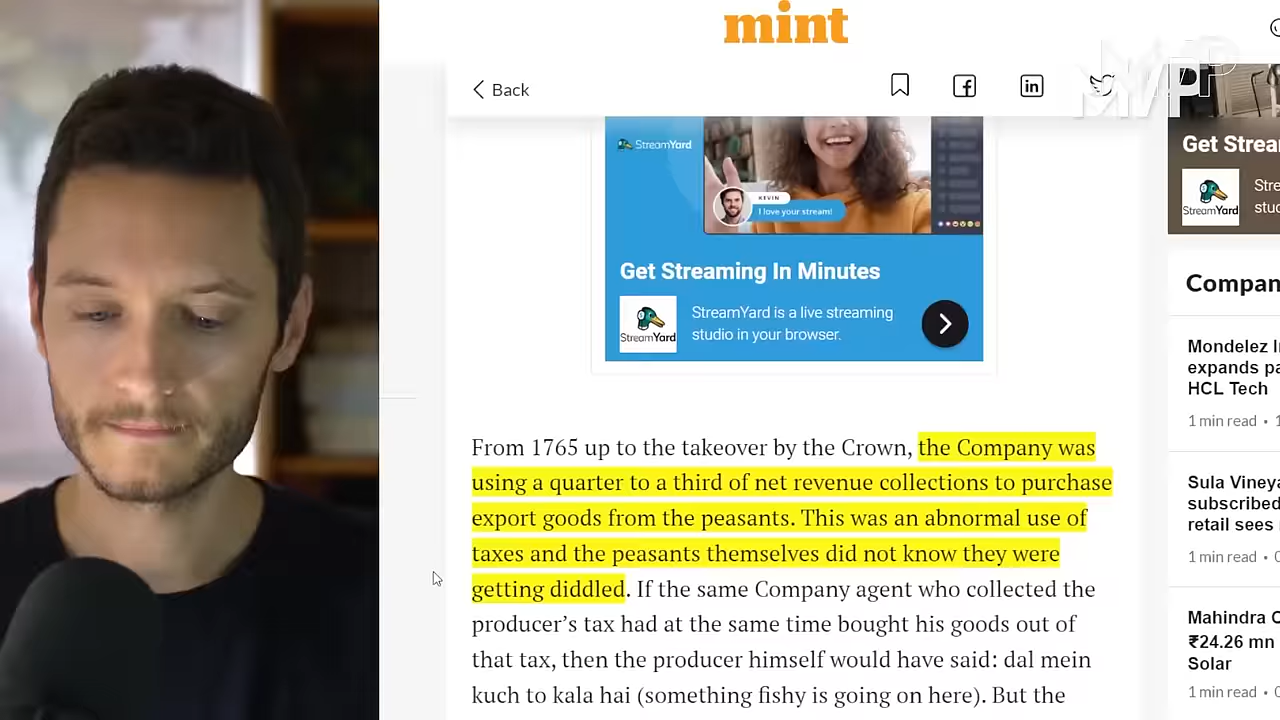 mint
Back
MVP
StreamYard
KEVIN
I love your stream!
Get Streaming In Minutes
StreamYard
StreamYard is a live streaming
studio in your browser.
From 1765 up to the takeover by the Crown, the Company was
using a quarter to a third of net revenue collections to purchase
export goods from the peasants. This was an abnormal use of
taxes and the peasants themselves did not know they were
getting diddled. If the same Company agent who collected the
producer’s tax had at the same time bought his goods out of
that tax, then the producer himself would have said: dal mein
kuch to kala hai (something fishy is going on here). But the
Get Strea
StreamYard
Stre
stud
Compan
Mondelez I
expands pa
HCL Tech
1 min read •
Sula Vineya
subscribed
retail sees
1 min read •
Mahindra C
₹24.26 mn
Solar
1 min read •